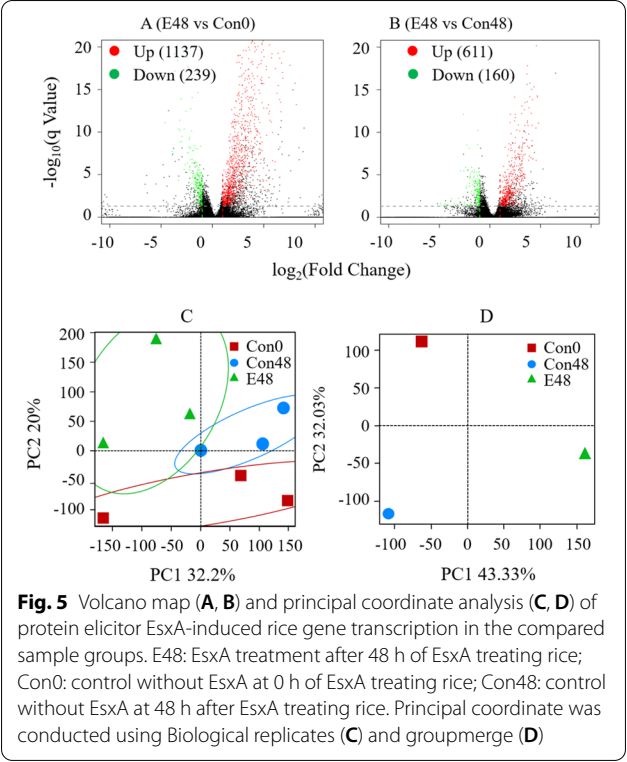 A (E48 vs Con0)
B (E48 vs Con48)
-log10(q Value)
20
15
10
5
0
Up (1137)
Down (239)
-10 -5 0 5 10
20
15
10
5
0
Up (611)
Down (160)
-10 -5 0 5 10
log2(Fold Change)
C
PC2 20%
200
150
100
50
0
-50
-100
Con0
Con48
E48
-150 -100 -50 0 50 100 150
PC1 32.2%
D
PC2 32.03%
100
50
0
-50
-100
Con0
Con48
E48
-100 -50 0 50 100 150
PC1 43.33%
Fig. 5 Volcano map (A, B) and principal coordinate analysis (C, D) of
protein elicitor EsxA-induced rice gene transcription in the compared
sample groups. E48: EsxA treatment after 48 h of EsxA treating rice;
Con0: control without EsxA at 0 h of EsxA treating rice; Con48: control
without EsxA at 48 h after EsxA treating rice. Principal coordinate was
conducted using Biological replicates (C) and groupmerge (D)